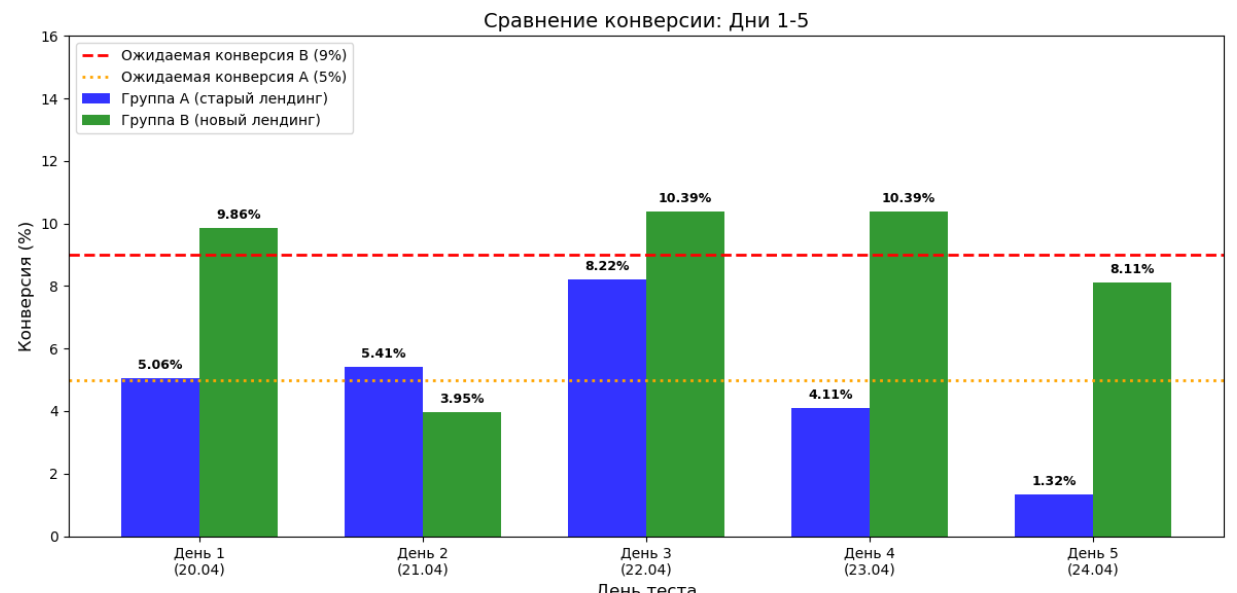 Сравнение конверсии: Дни 1-5
Ожидаемая конверсия B (9%)
Ожидаемая конверсия A (5%)
Группа A (старый лендинг)
Группа B (новый лендинг)
Конверсия (%)
16
14
12
10
8
6
4
2
0
5.06%
9.86%
5.41%
3.95%
8.22%
10.39%
4.11%
10.39%
1.32%
8.11%
День 1
(20.04)
День 2
(21.04)
День 3
(22.04)
День 4
(23.04)
День 5
(24.04)
День теста